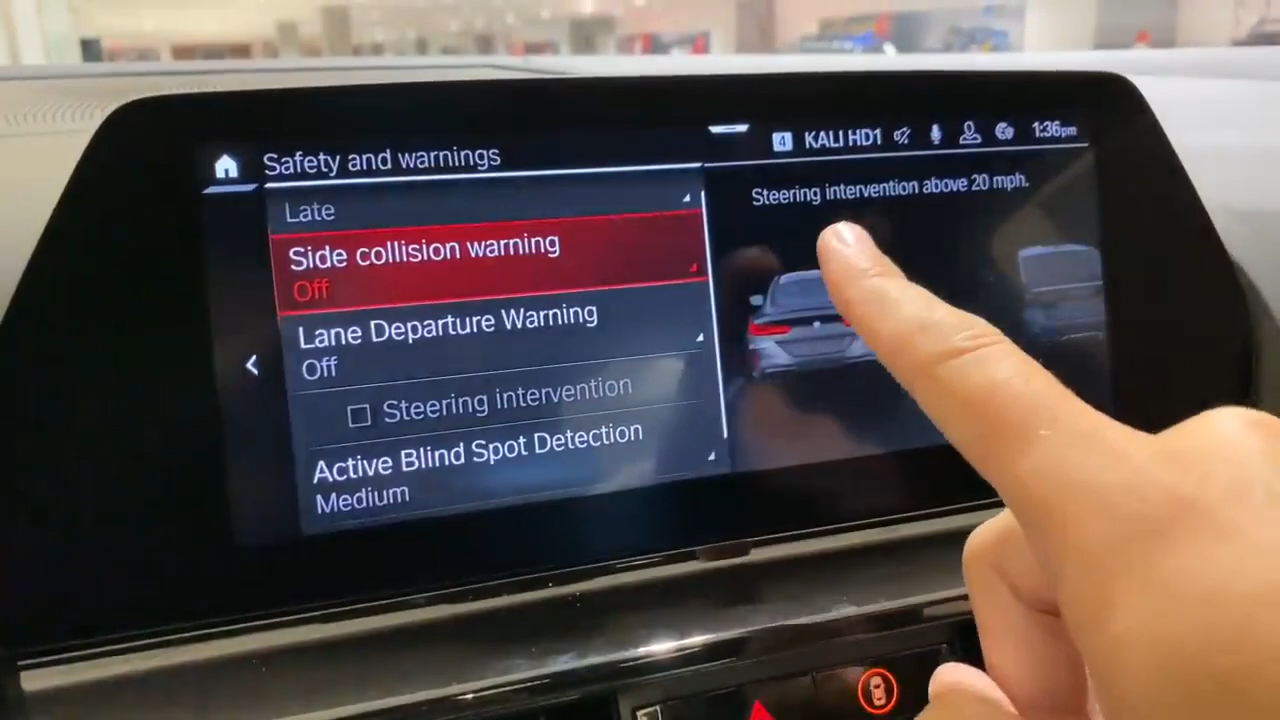 4 KALI HD1 1:36pm
Safety and warnings
Late
Side collision warning
Off
Lane Departure Warning
Off
Steering intervention
Active Blind Spot Detection
Medium
Steering intervention above 20 mph.